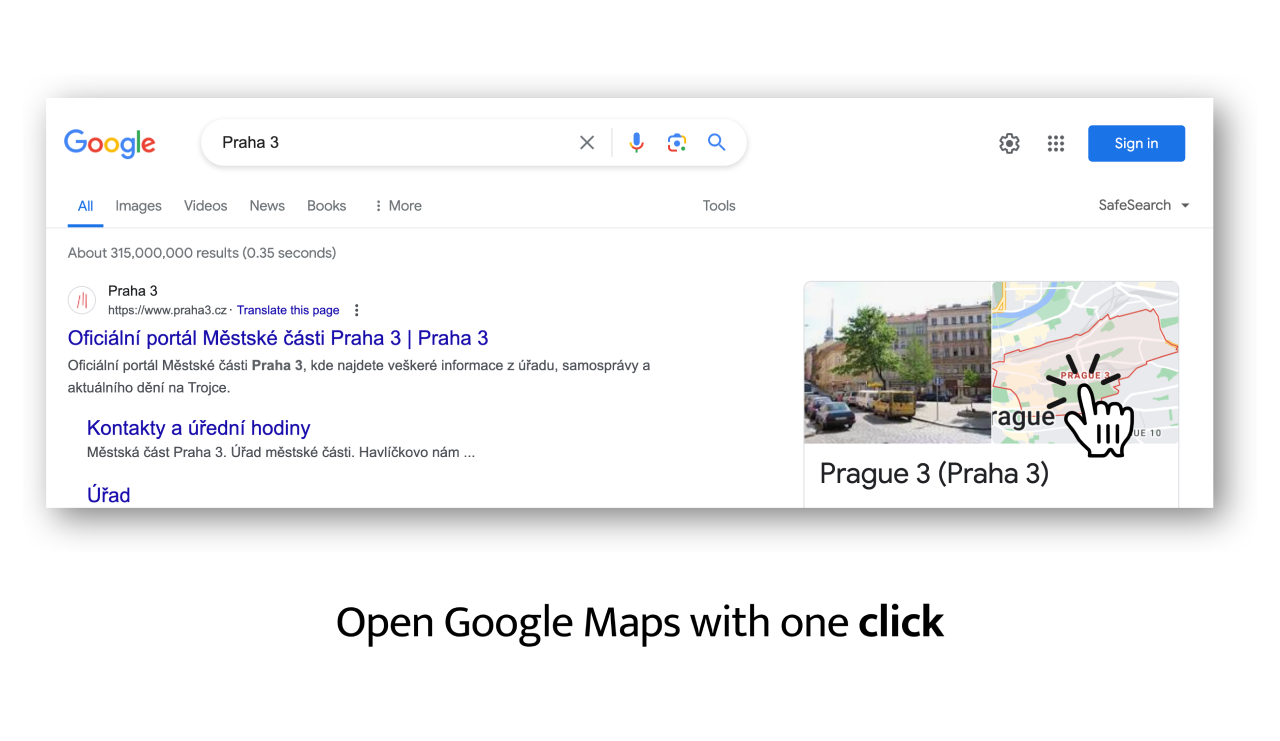 Google
Praha 3
Sign in
All Images Videos News Books More Tools SafeSearch
About 315,000,000 results (0.35 seconds)
Praha 3
https://www.praha3.cz · Translate this page
Oficiální portál Městské části Praha 3 | Praha 3
Oficiální portál Městské části Praha 3, kde najdete veškeré informace z úřadu, samosprávy a
aktuálního dění na Trojce.
Kontakty a úřední hodiny
Městská část Praha 3. Úřad městské části. Havlíčkovo nám ...
Úřad
PRAGUE 3
rague
UE 10
Prague 3 (Praha 3)
Open Google Maps with one click